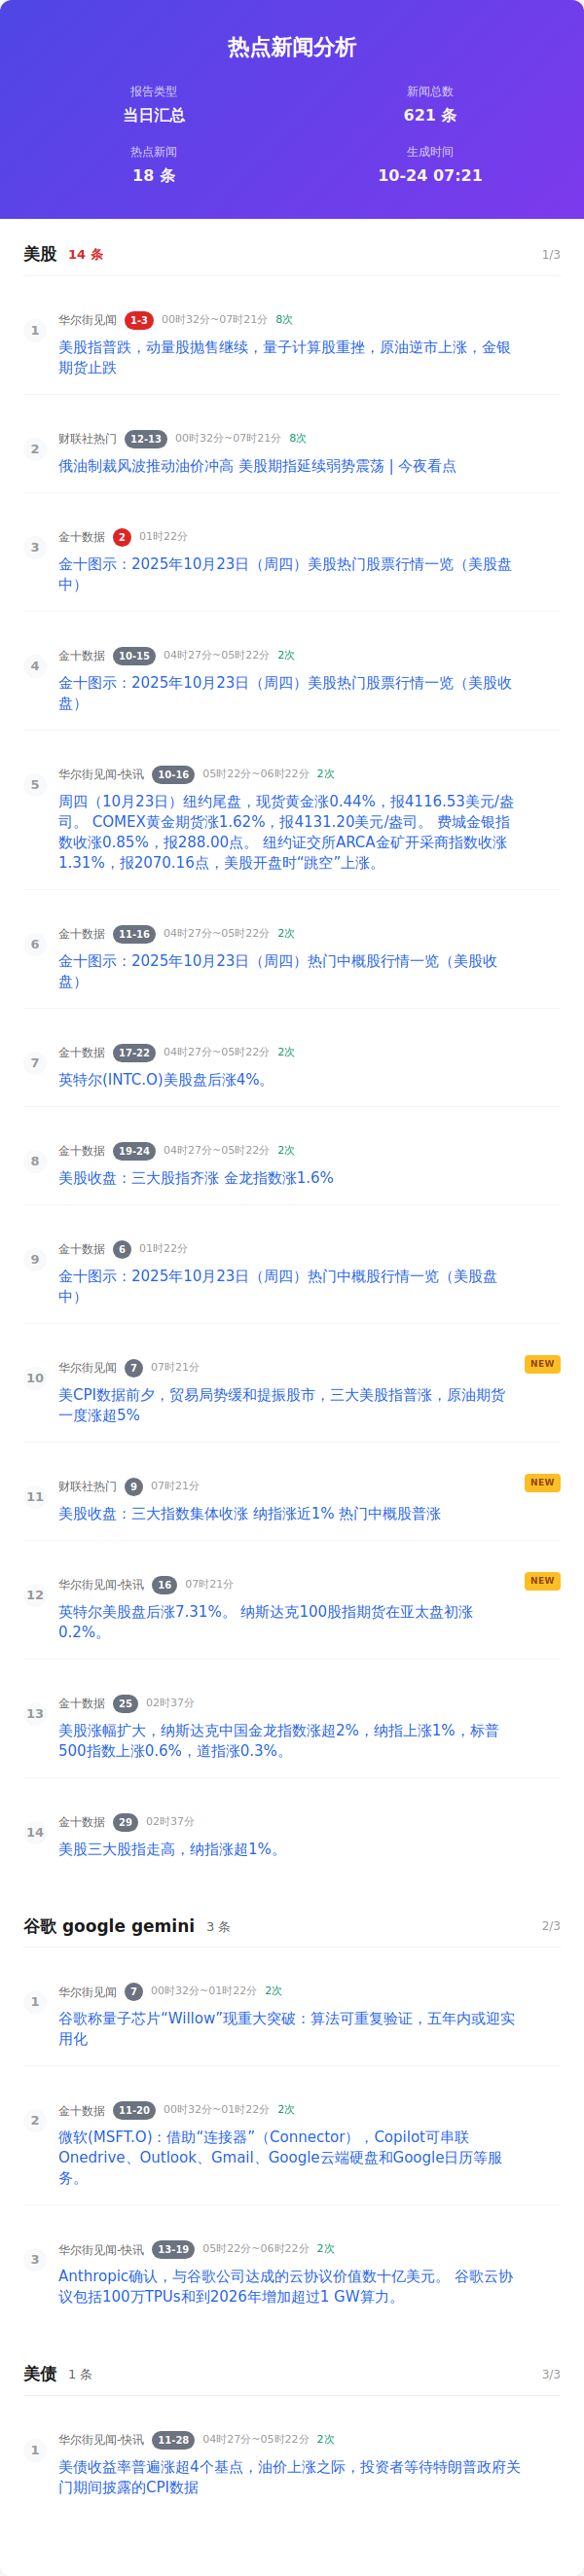 热点新闻分析
报告类型
当日汇总
新闻总数
621 条
热点新闻
18 条
生成时间
10-24 07:21
美股 14 条 1/3
1
华尔街见闻 1-3 00时32分~07时21分 8次
美股指普跌，动量股抛售继续，量子计算股重挫，原油逆市上涨，金银
期货止跌
2
财联社热门 12-13 00时32分~07时21分 8次
俄油制裁风波推动油价冲高 美股期指延续弱势震荡 | 今夜看点
3
金十数据 2 01时22分
金十图示：2025年10月23日（周四）美股热门股票行情一览（美股盘
中）
4
金十数据 10-15 04时27分~05时22分 2次
金十图示：2025年10月23日（周四）美股热门股票行情一览（美股收
盘）
5
华尔街见闻-快讯 10-16 05时22分~06时22分 2次
周四（10月23日）纽约尾盘，现货黄金涨0.44%，报4116.53美元/盎
司。 COMEX黄金期货涨1.62%，报4131.20美元/盎司。 费城金银指
数收涨0.85%，报288.00点。 纽约证交所ARCA金矿开采商指数收涨
1.31%，报2070.16点，美股开盘时“跳空”上涨。
6
金十数据 11-16 04时27分~05时22分 2次
金十图示：2025年10月23日（周四）热门中概股行情一览（美股收
盘）
7
金十数据 17-22 04时27分~05时22分 2次
英特尔(INTC.O)美股盘后涨4%。
8
金十数据 19-24 04时27分~05时22分 2次
美股收盘：三大股指齐涨 金龙指数涨1.6%
9
金十数据 6 01时22分
金十图示：2025年10月23日（周四）热门中概股行情一览（美股盘
中）
10
华尔街见闻 7 07时21分 NEW
美CPI数据前夕，贸易局势缓和提振股市，三大美股指普涨，原油期货
一度涨超5%
11
财联社热门 9 07时21分 NEW
美股收盘：三大指数集体收涨 纳指涨近1% 热门中概股普涨
12
华尔街见闻-快讯 16 07时21分 NEW
英特尔美股盘后涨7.31%。 纳斯达克100股指期货在亚太盘初涨
0.2%。
13
金十数据 25 02时37分
美股涨幅扩大，纳斯达克中国金龙指数涨超2%，纳指上涨1%，标普
500指数上涨0.6%，道指涨0.3%。
14
金十数据 29 02时37分
美股三大股指走高，纳指涨超1%。
谷歌 google gemini 3 条 2/3
1
华尔街见闻 7 00时32分~01时22分 2次
谷歌称量子芯片“Willow”现重大突破：算法可重复验证，五年内或迎实
用化
2
金十数据 11-20 00时32分~01时22分 2次
微软(MSFT.O)：借助“连接器”（Connector），Copilot可串联
Onedrive、Outlook、Gmail、Google云端硬盘和Google日历等服
务。
3
华尔街见闻-快讯 13-19 05时22分~06时22分 2次
Anthropic确认，与谷歌公司达成的云协议价值数十亿美元。 谷歌云协
议包括100万TPUs和到2026年增加超过1 GW算力。
美债 1 条 3/3
1
华尔街见闻-快讯 11-28 04时27分~05时22分 2次
美债收益率普遍涨超4个基点，油价上涨之际，投资者等待特朗普政府关
门期间披露的CPI数据